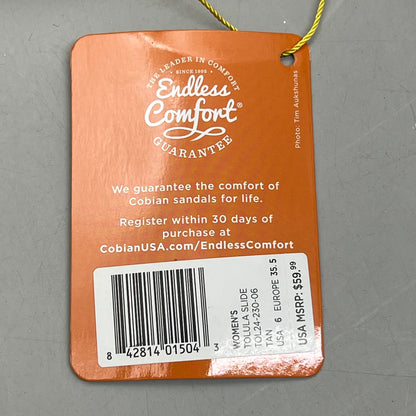 THE LEADER IN COMFORT
SINCE 1995
Endless
Comfort®
GUARANTEE
Photo: Tim Aukshunas
We guarantee the comfort of
Cobian sandals for life.
Register within 30 days of
purchase at
CobianUSA.com/EndlessComfort
8 42814 01504 3
WOMEN'S
TOLULA SLIDE
TOL24-230-06
TAN
USA 6 EUROPE 35.5
USA MSRP: $59.99